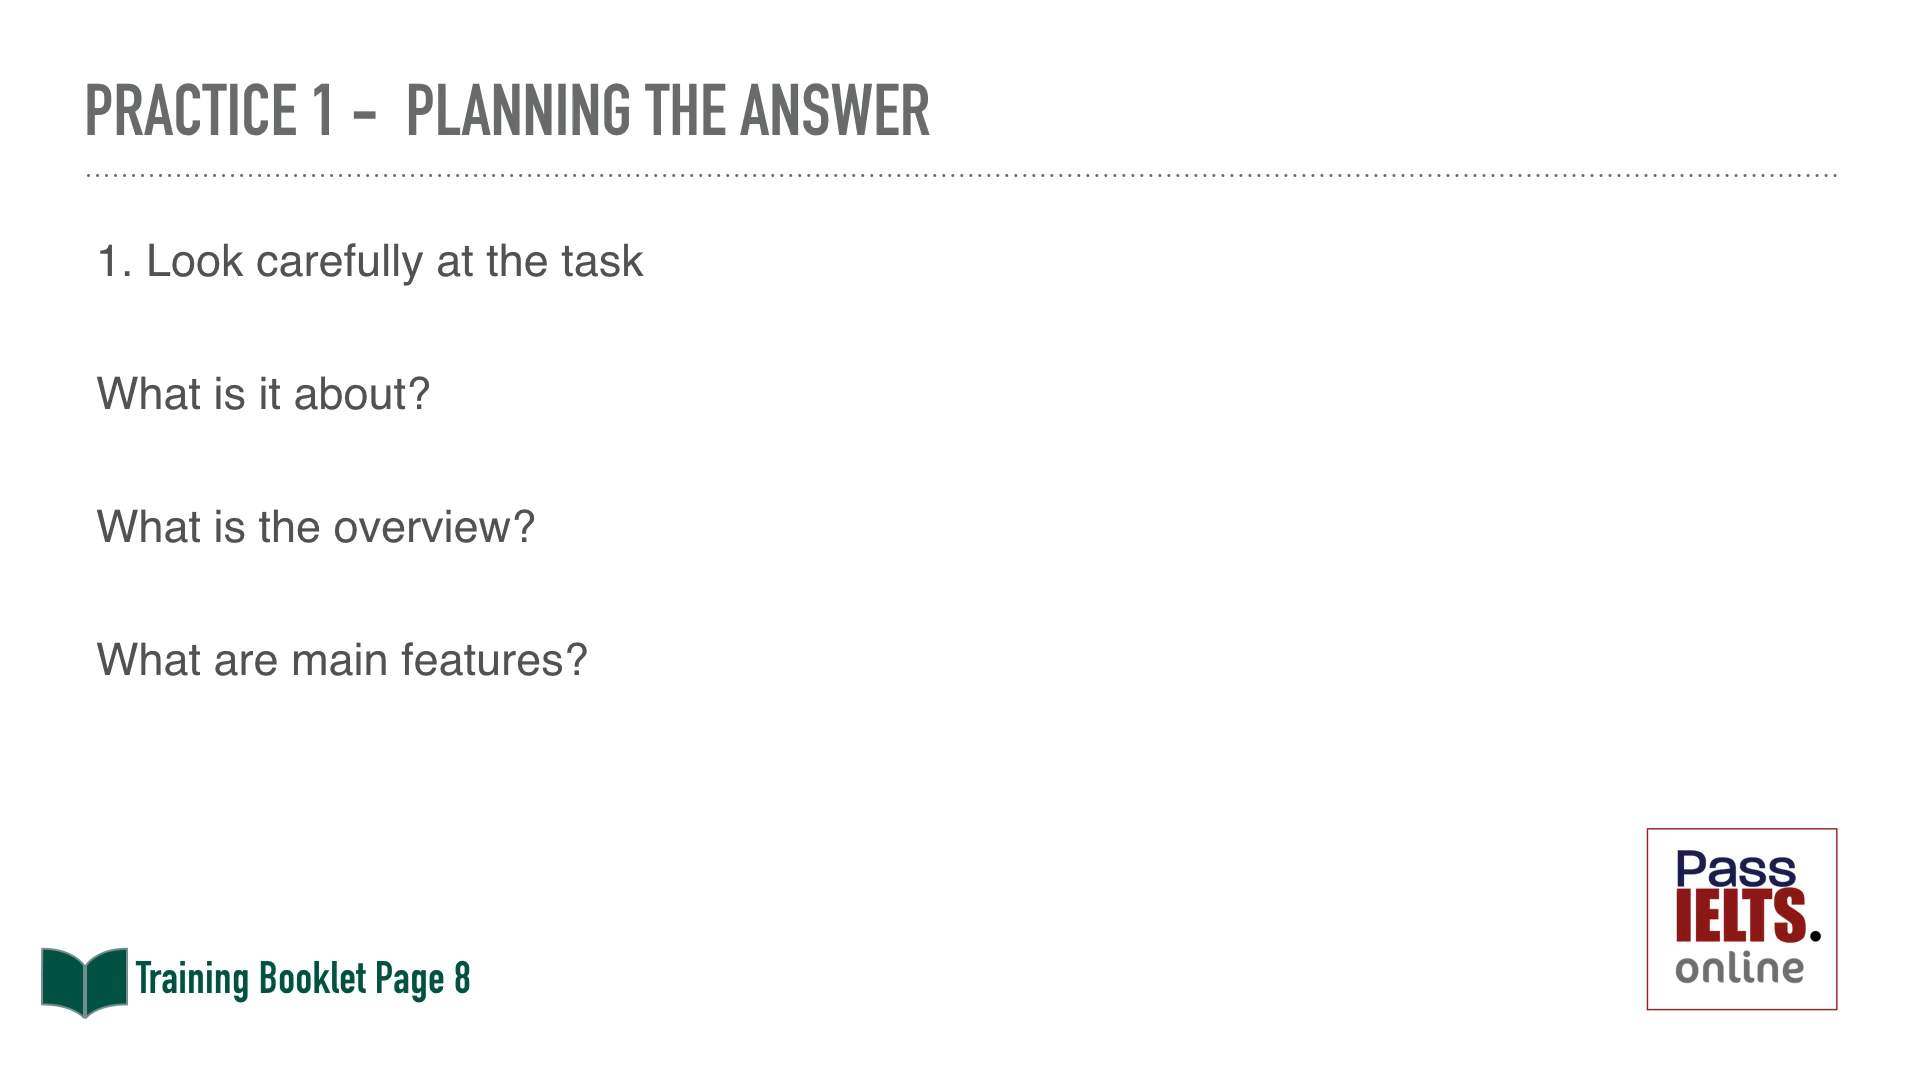 PRACTICE 1 - PLANNING THE ANSWER
1. Look carefully at the task
What is it about?
What is the overview?
What are main features?
Training Booklet Page 8
Pass
IELTS.
online